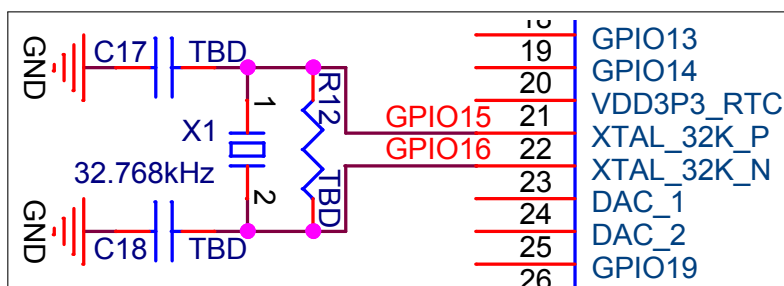 GND
C17
TBD
1
X1
2
32.768kHz
R12
TBD
GND
C18
TBD
GPIO15
GPIO16
18
GPIO13
19
GPIO14
20
VDD3P3_RTC
21
XTAL_32K_P
22
XTAL_32K_N
23
DAC_1
24
DAC_2
25
GPIO19
26